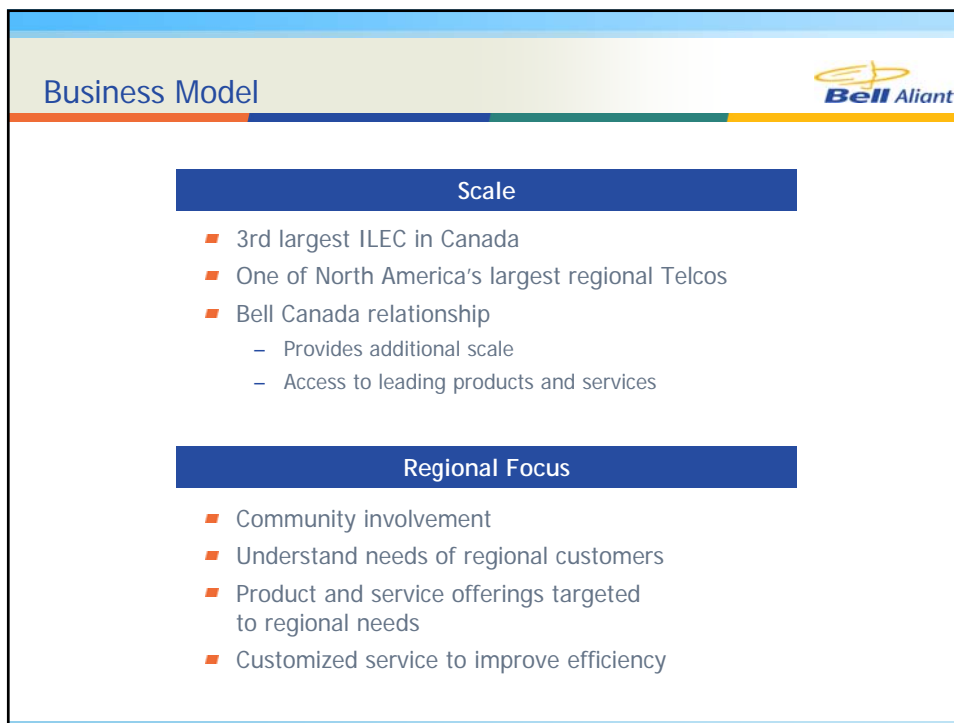 Business Model
Bell Aliant
Scale
3rd largest ILEC in Canada
One of North America's largest regional Telcos
Bell Canada relationship
– Provides additional scale
– Access to leading products and services
Regional Focus
Community involvement
Understand needs of regional customers
Product and service offerings targeted
to regional needs
Customized service to improve efficiency